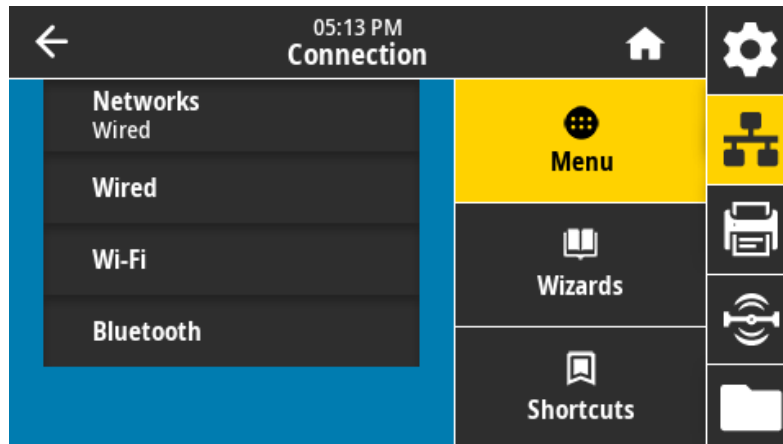 05:13 PM
Connection
Networks
Wired
Wired
Wi-Fi
Bluetooth
Menu
Wizards
Shortcuts